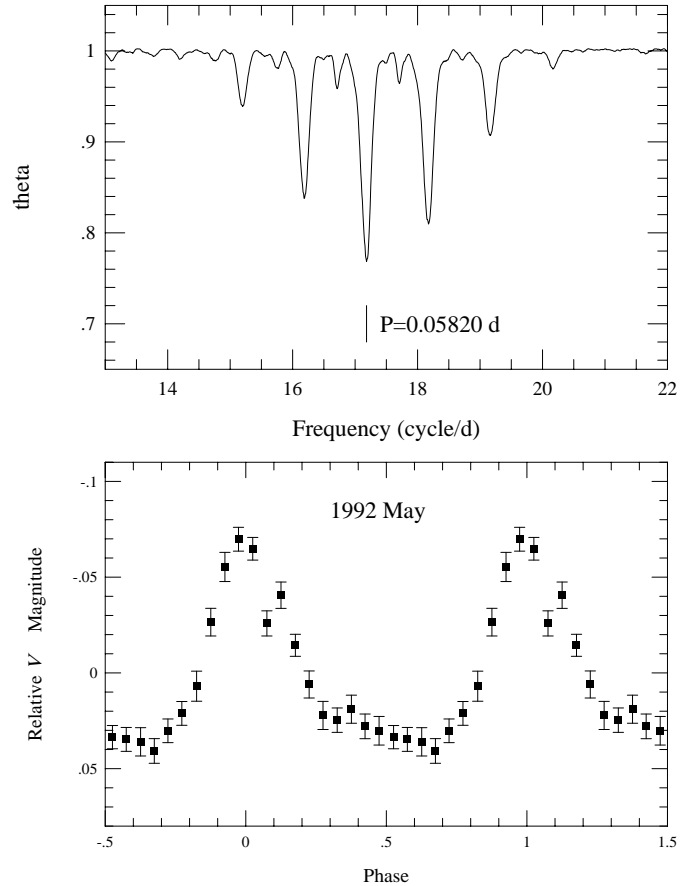 1
.9
.8
.7
theta
P=0.05820 d
14 16 18 20 22
Frequency (cycle/d)
-.1
-.05
0
.05
Relative V Magnitude
1992 May
-.5 0 .5 1 1.5
Phase